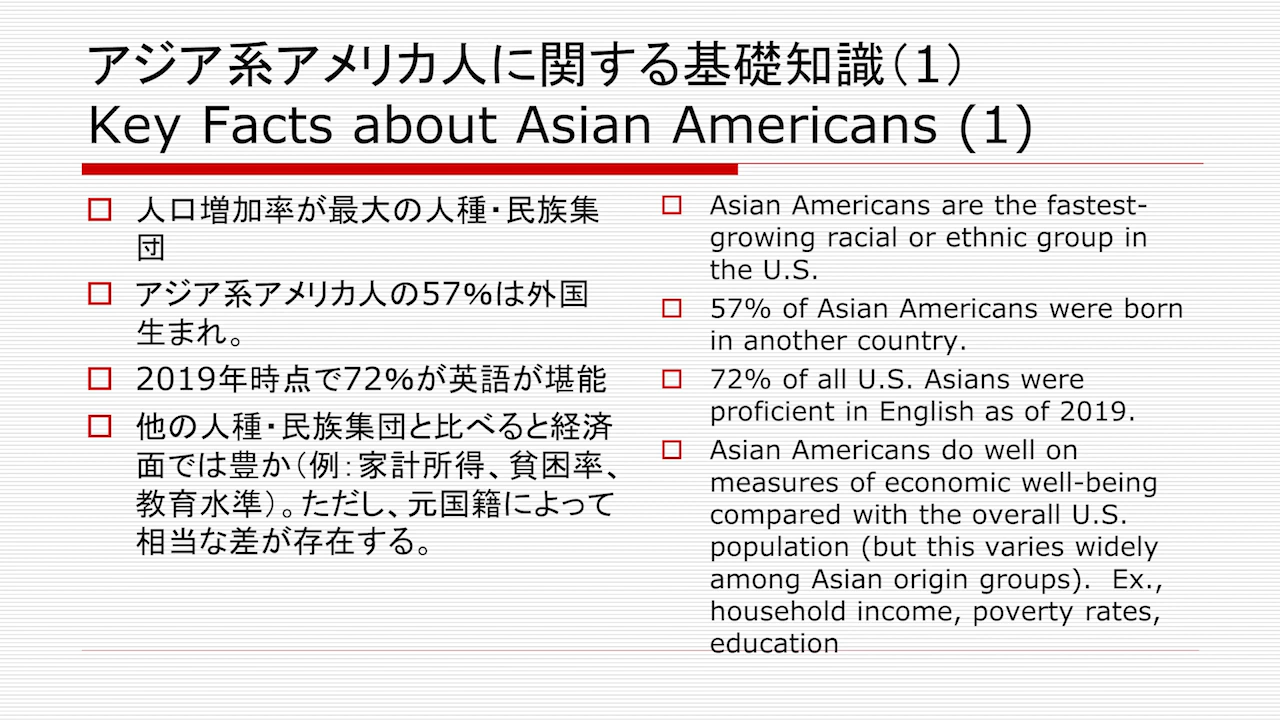 アジア系アメリカ人に関する基礎知識（1）
Key Facts about Asian Americans (1)
人口増加率が最大の人種・民族集
団
アジア系アメリカ人の57%は外国
生まれ。
2019年時点で72%が英語が堪能
他の人種・民族集団と比べると経済
面では豊か（例：家計所得、貧困率、
教育水準）。ただし、元国籍によって
相当な差が存在する。
Asian Americans are the fastest-
growing racial or ethnic group in
the U.S.
57% of Asian Americans were born
in another country.
72% of all U.S. Asians were
proficient in English as of 2019.
Asian Americans do well on
measures of economic well-being
compared with the overall U.S.
population (but this varies widely
among Asian origin groups).  Ex.,
household income, poverty rates,
education